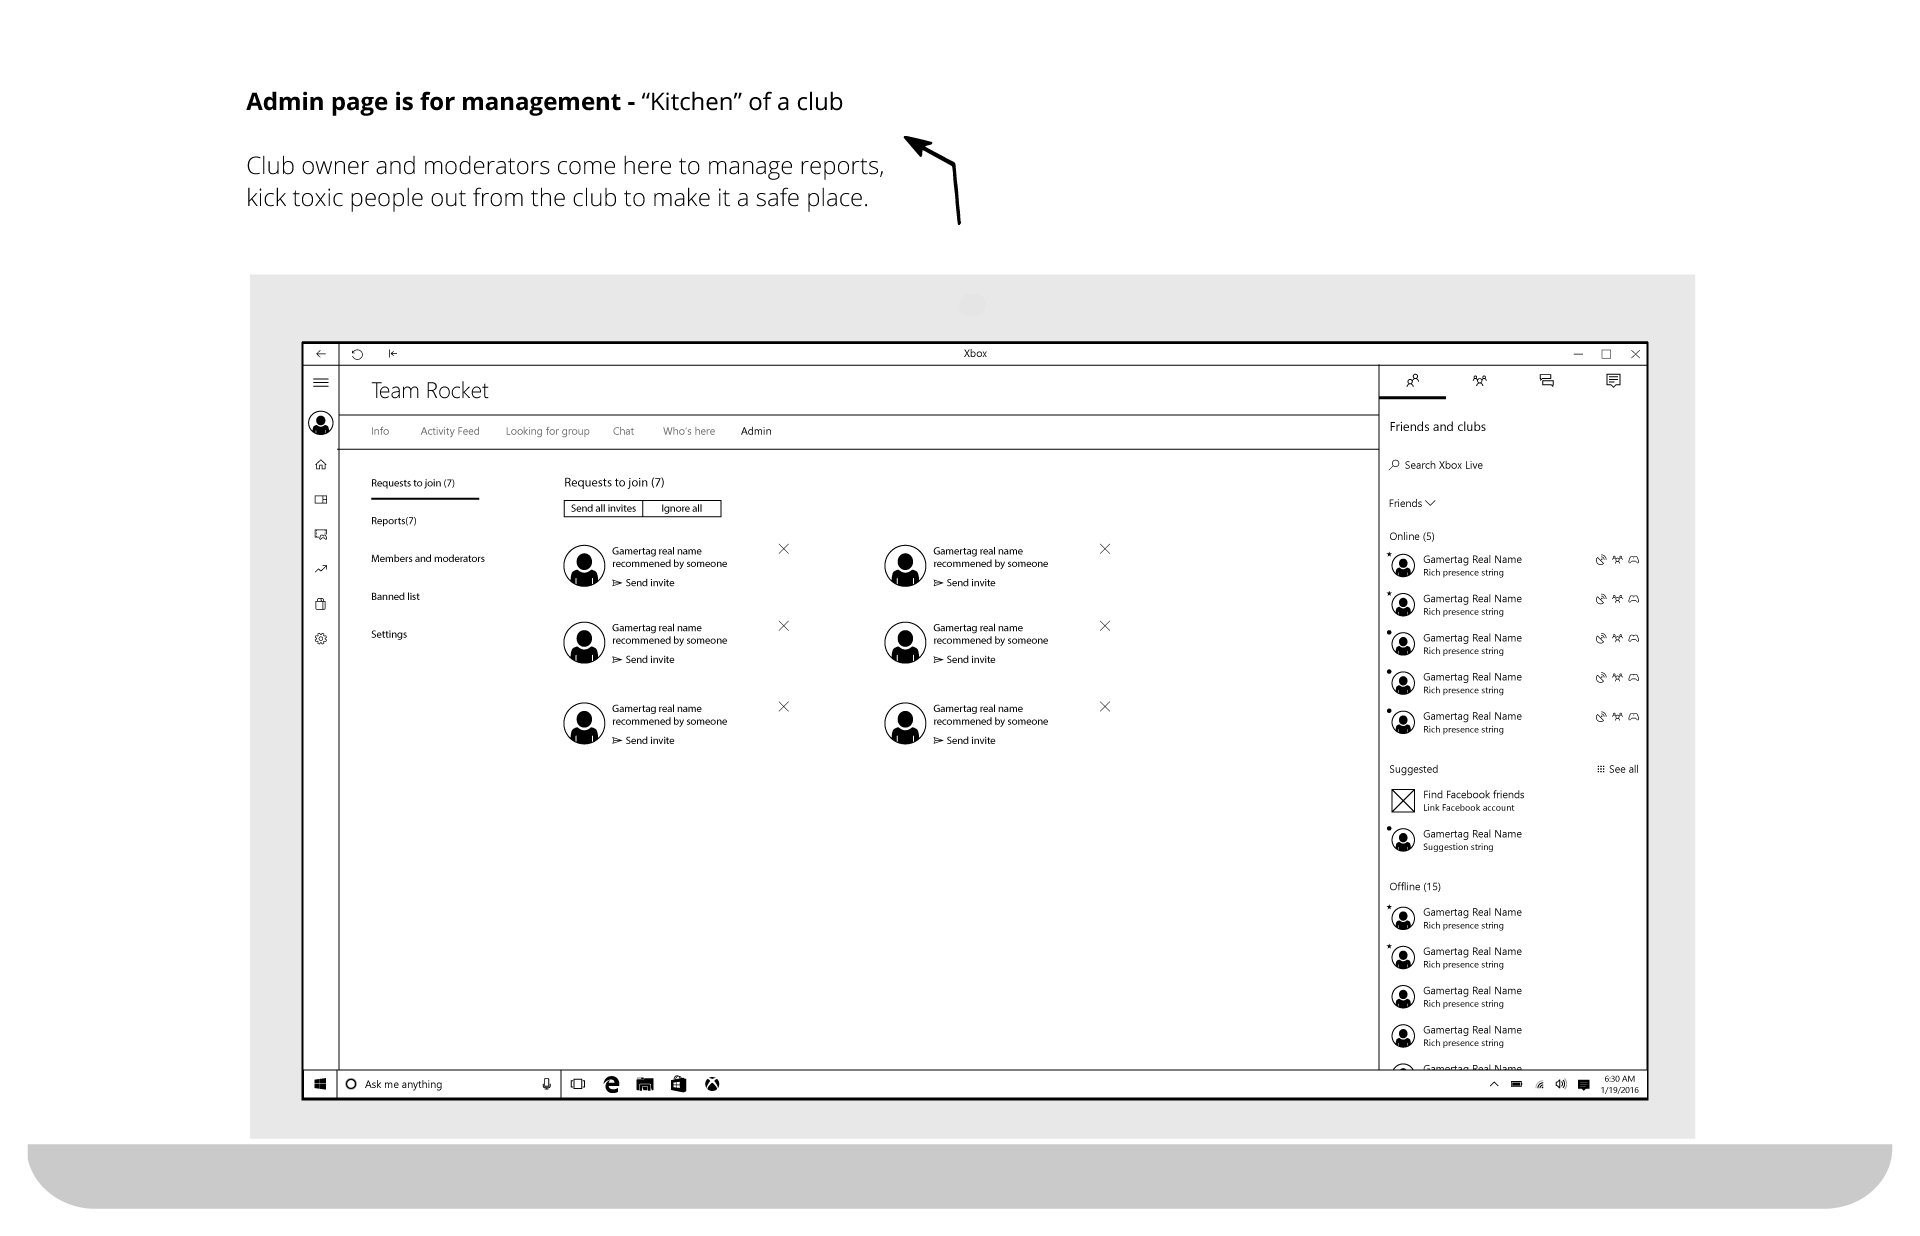 Admin page is for management - “Kitchen” of a club
Club owner and moderators come here to manage reports,
kick toxic people out from the club to make it a safe place.
Xbox
Team Rocket
Info
Activity Feed
Looking for group
Chat
Who's here
Admin
Requests to join (7)
Reports(7)
Members and moderators
Banned list
Settings
Requests to join (7)
Send all invites
Ignore all
Gamertag real name
recommened by someone
Send invite
Gamertag real name
recommened by someone
Send invite
Gamertag real name
recommened by someone
Send invite
Gamertag real name
recommened by someone
Send invite
Gamertag real name
recommened by someone
Send invite
Gamertag real name
recommened by someone
Send invite
Friends and clubs
Search Xbox Live
Friends
Online (5)
Gamertag Real Name
Rich presence string
Gamertag Real Name
Rich presence string
Gamertag Real Name
Rich presence string
Gamertag Real Name
Rich presence string
Gamertag Real Name
Rich presence string
Suggested
See all
Find Facebook friends
Link Facebook account
Gamertag Real Name
Suggestion string
Offline (15)
Gamertag Real Name
Rich presence string
Gamertag Real Name
Rich presence string
Gamertag Real Name
Rich presence string
Gamertag Real Name
Rich presence string
Gamertag Real Name
Ask me anything
6:30 AM
1/19/2016